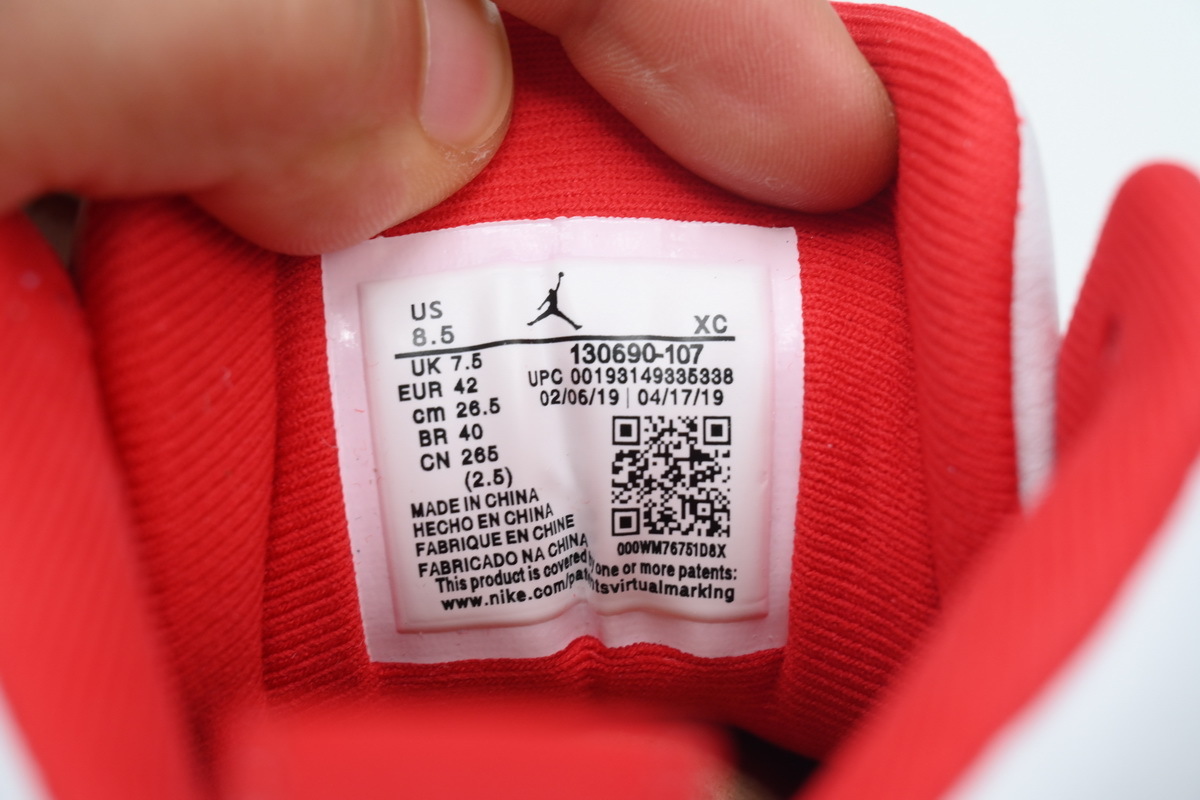 US
8.5
XC
UK 7.5
EUR 42
cm 26.5
BR 40
CN 265
(2.5)
130690-107
UPC 00193149335338
02/06/19 | 04/17/19
000WM76751D8X
MADE IN CHINA
HECHO EN CHINA
FABRIQUE EN CHINE
FABRICADO NA CHINA
This product is covered by one or more patents:
www.nike.com/patentsvirtualmarking